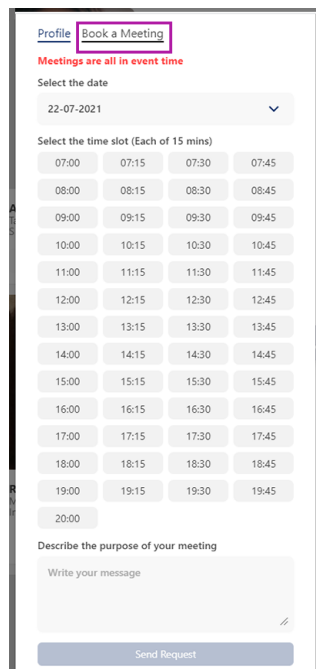 Profile Book a Meeting
Meetings are all in event time
Select the date
22-07-2021
Select the time slot (Each of 15 mins)
07:00 07:15 07:30 07:45
08:00 08:15 08:30 08:45
09:00 09:15 09:30 09:45
10:00 10:15 10:30 10:45
11:00 11:15 11:30 11:45
12:00 12:15 12:30 12:45
13:00 13:15 13:30 13:45
14:00 14:15 14:30 14:45
15:00 15:15 15:30 15:45
16:00 16:15 16:30 16:45
17:00 17:15 17:30 17:45
18:00 18:15 18:30 18:45
19:00 19:15 19:30 19:45
20:00
Describe the purpose of your meeting
Write your message
Send Request